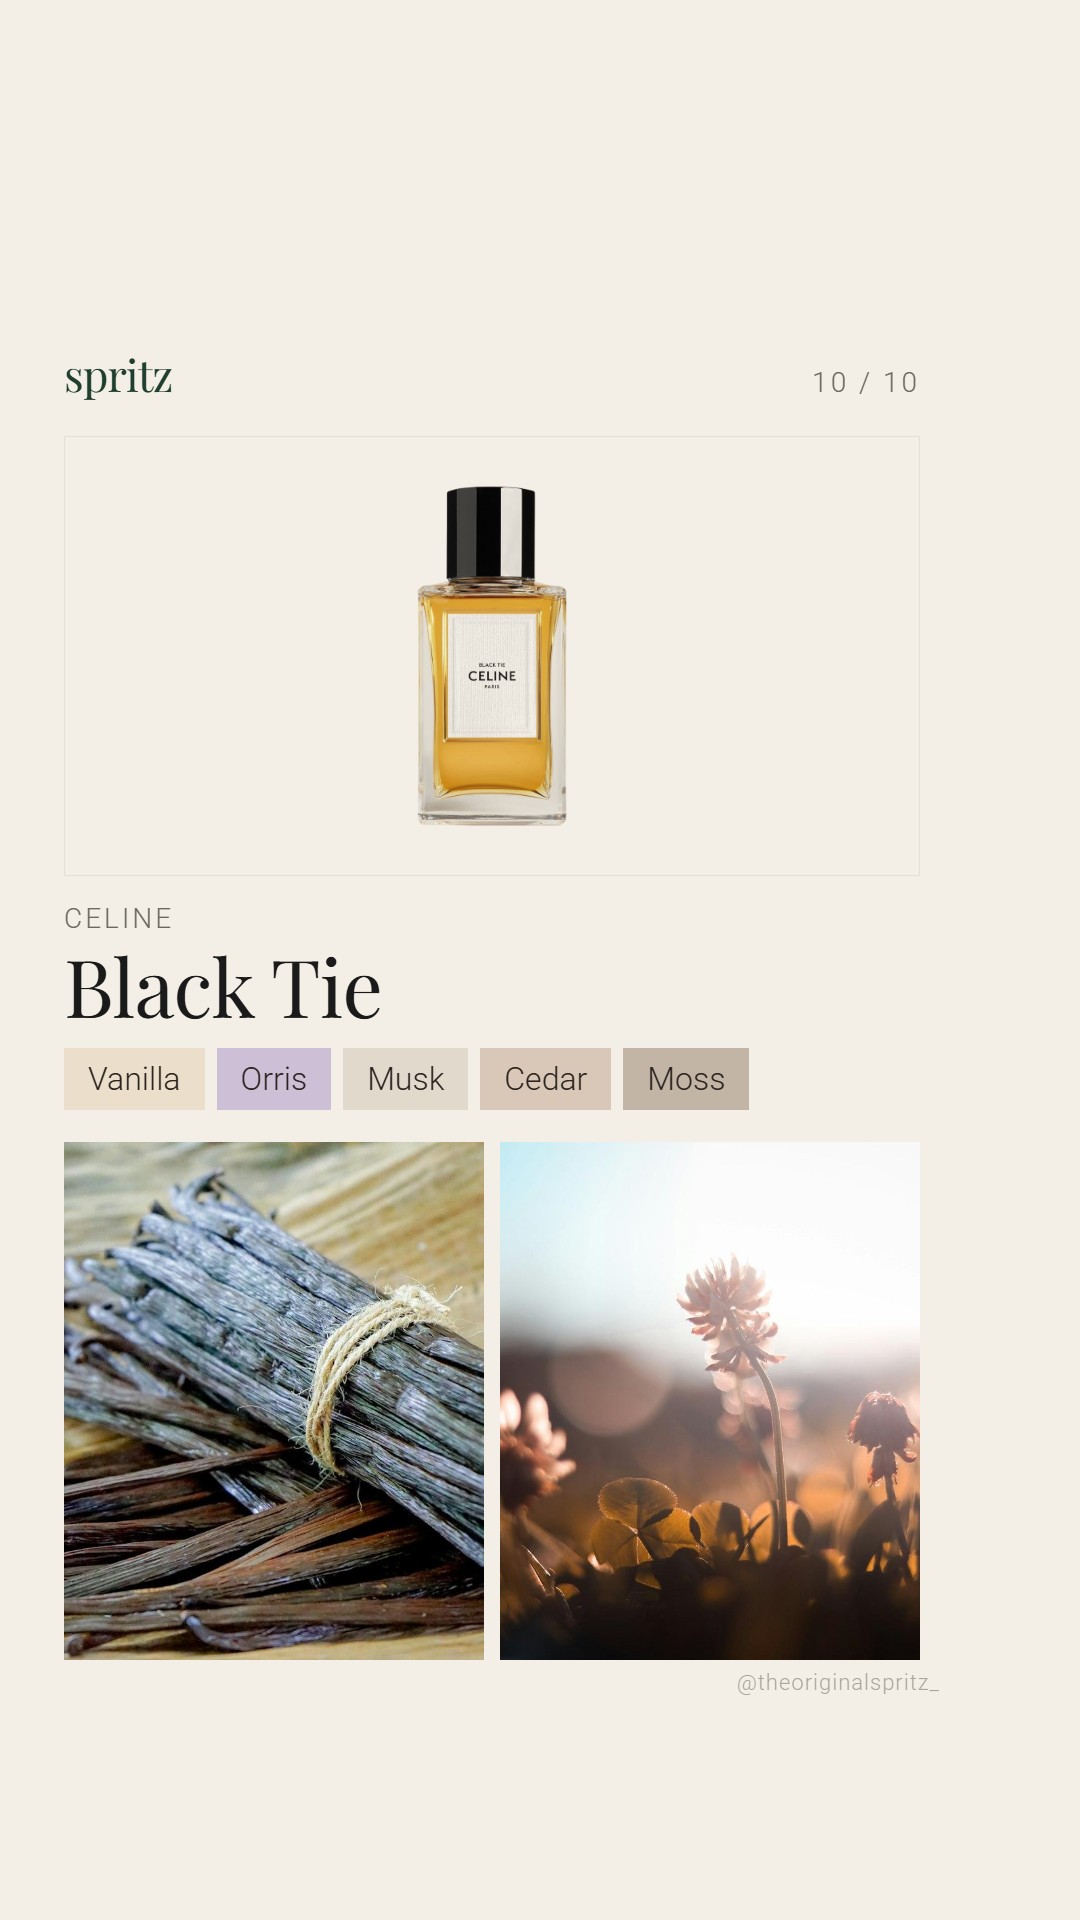 spritz
10 / 10
BLACK TIE
CELINE
PARIS
CELINE
Black Tie
Vanilla Orris Musk Cedar Moss
@theoriginalspritz_